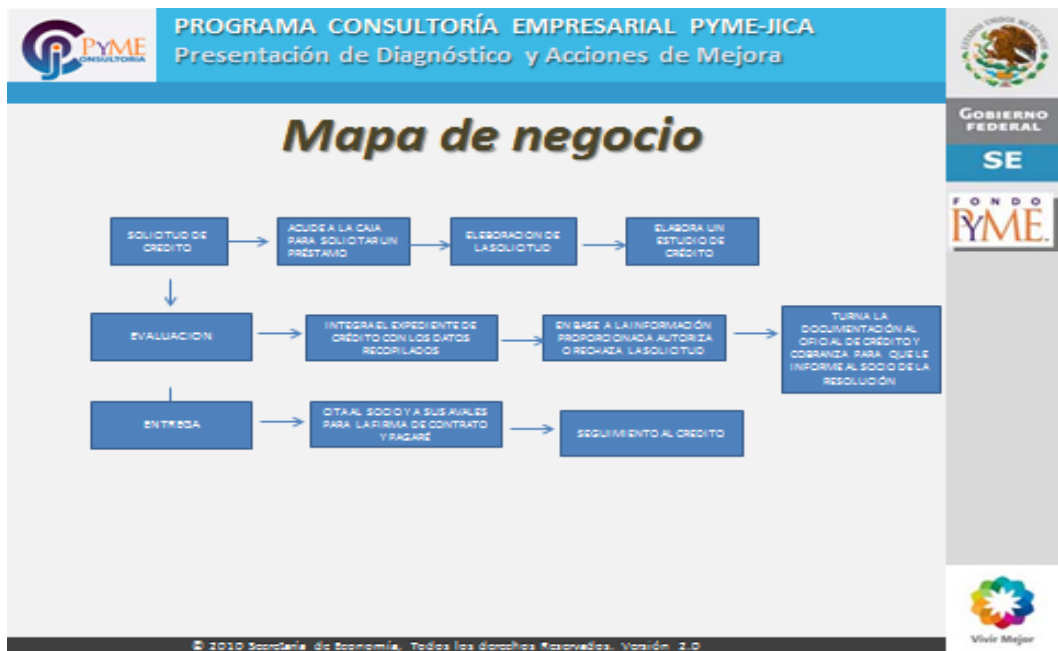 PROGRAMA CONSULTORÍA EMPRESARIAL PYME-JICA
Presentación de Diagnóstico y Acciones de Mejora
PYME
CONSULTORIA
ESTADOS UNIDOS MEXICANOS
GOBIERNO
FEDERAL
SE
FONDO
PYME
Mapa de negocio
SOLICITUD DE
CREDITO
ACUDE A LA CAJA
PARA SOLICITAR UN
PRÉSTAMO
ELEBORACION DE
LA SOLICITUD
ELABORA UN
ESTUDIO DE
CRÉDITO
EVALUACION
INTEGRA EL EXPEDIENTE DE
CRÉDITO CON LOS DATOS
RECOPILADOS
EN BASE A LA INFORMACIÓN
PROPORCIONADA AUTORIZA
O RECHAZA LA SOLICITUD
TURNA LA
DOCUMENTACIÓN AL
OFICIAL DE CRÉDITO Y
COBRANZA PARA QUE LE
INFORME AL SOCIO DE LA
RESOLUCIÓN
ENTREGA
CITA AL SOCIO Y A SUS AVALES
PARA LA FIRMA DE CONTRATO
Y PAGARÉ
SEGUIMIENTO AL CREDITO
Vivir Mejor
© 2010 Secretaría de Economía, Todos los derechos Reservados. Versión 2.0